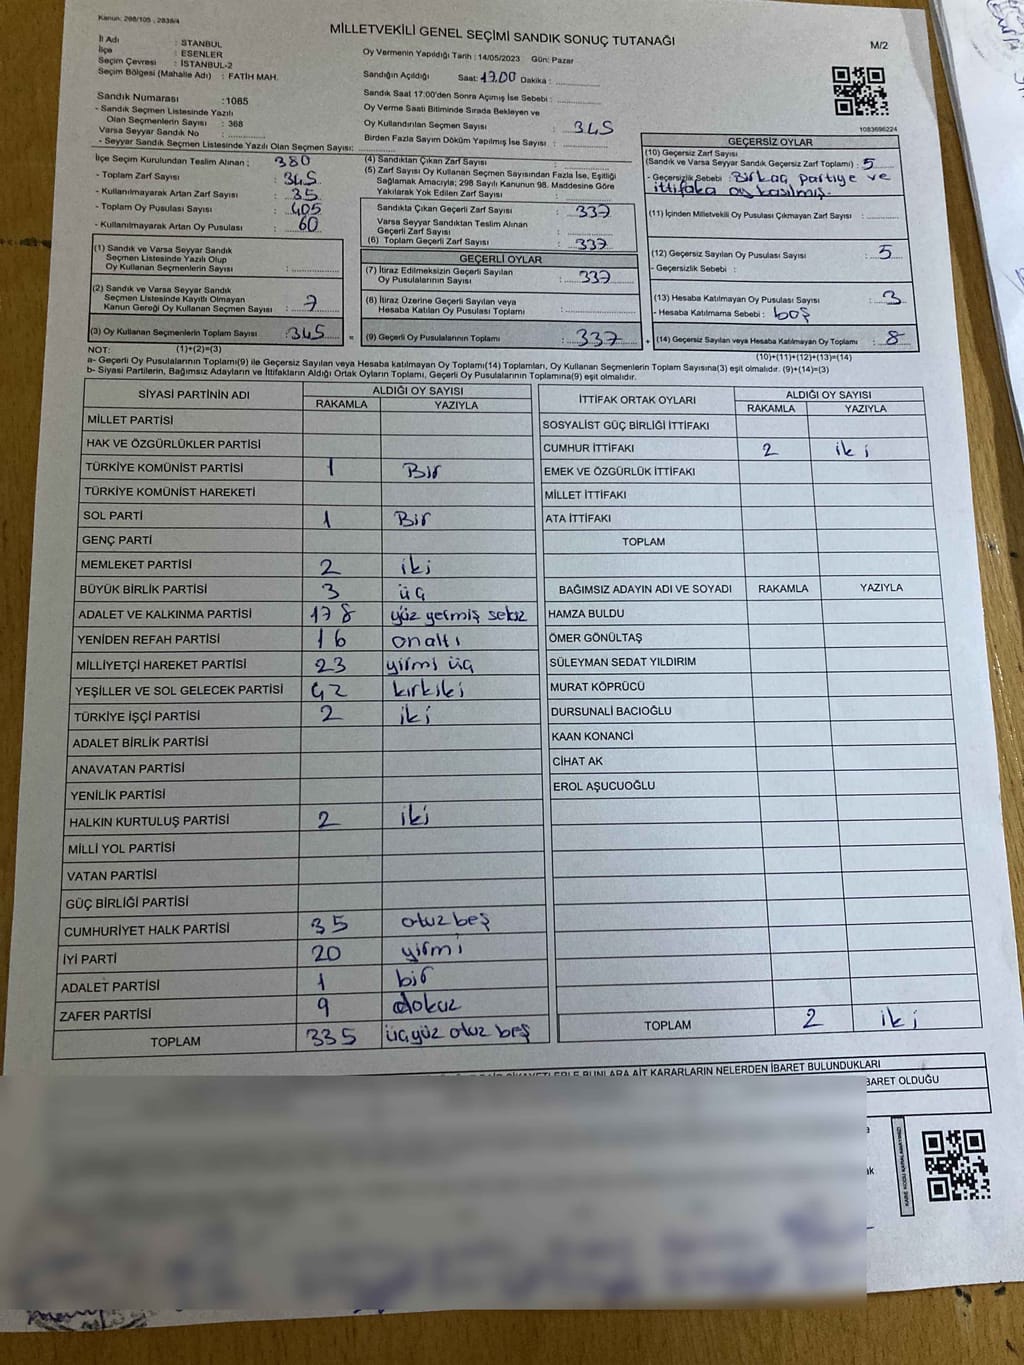 Kanun: 298/105 , 2839/4
MİLLETVEKİLİ GENEL SEÇİMİ SANDIK SONUÇ TUTANAĞI
M/2
İl Adı : İSTANBUL
İlçe : ESENLER
Seçim Çevresi : İSTANBUL-2
Seçim Bölgesi (Mahalle Adı) : FATİH MAH.
Oy Vermenin Yapıldığı Tarih : 14/05/2023 Gün: Pazar
Sandığın Açıldığı Saat: 17.00 Dakika :
Sandık Saat 17:00'den Sonra Açımış İse Sebebi :
Oy Verme Saati Bitiminde Sırada Bekleyen ve
Oy Kullandırılan Seçmen Sayısı : 345
Birden Fazla Sayım Döküm Yapılmış İse Sayısı :
1083696224
Sandık Numarası :1085
- Sandık Seçmen Listesinde Yazılı
Olan Seçmenlerin Sayısı : 368
Varsa Seyyar Sandık No :
- Seyyar Sandık Seçmen Listesinde Yazılı Olan Seçmen Sayısı:
İlçe Seçim Kurulundan Teslim Alınan : 380
- Toplam Zarf Sayısı : 345
- Kullanılmayarak Artan Zarf Sayısı : 35
- Toplam Oy Pusulası Sayısı : 405
- Kullanılmayarak Artan Oy Pusulası : 60
(1) Sandık ve Varsa Seyyar Sandık
Seçmen Listesinde Yazılı Olup
Oy Kullanan Seçmenlerin Sayısı :
(2) Sandık ve Varsa Seyyar Sandık
Seçmen Listesinde Kayıtlı Olmayan
Kanun Gereği Oy Kullanan Seçmen Sayısı : 7
(3) Oy Kullanan Seçmenlerin Toplam Sayısı : 345
(4) Sandıktan Çıkan Zarf Sayısı :
(5) Zarf Sayısı Oy Kullanan Seçmen Sayısından Fazla İse, Eşitliği
Sağlamak Amacıyla; 298 Sayılı Kanunun 98. Maddesine Göre
Yakılarak Yok Edilen Zarf Sayısı :
Sandıkta Çıkan Geçerli Zarf Sayısı : 337
Varsa Seyyar Sandıktan Teslim Alınan
Geçerli Zarf Sayısı :
(6) Toplam Geçerli Zarf Sayısı : 337
GEÇERLİ OYLAR
(7) İtiraz Edilmeksizin Geçerli Sayılan
Oy Pusulalarının Sayısı : 337
(8) İtiraz Üzerine Geçerli Sayılan veya
Hesaba Katılan Oy Pusulaları Toplamı :
= (9) Geçerli Oy Pusulalarının Toplamı : 337
GEÇERSİZ OYLAR
(10) Geçersiz Zarf Sayısı
(Sandık ve Varsa Seyyar Sandık Geçersiz Zarf Toplamı) : 5
- Geçersizlik Sebebi : Birkaç partiye ve
ittifaka oy basılmış.
(11) İçinden Milletvekili Oy Pusulası Çıkmayan Zarf Sayısı :
(12) Geçersiz Sayılan Oy Pusulası Sayısı : 5
- Geçersizlik Sebebi :
(13) Hesaba Katılmayan Oy Pusulası Sayısı : 3
- Hesaba Katılmama Sebebi : boş
+ (14) Geçersiz Sayılan veya Hesaba Katılmayan Oy Toplamı : 8
NOT: (1)+(2)=(3)
(10)+(11)+(12)+(13)=(14)
a- Geçerli Oy Pusulalarının Toplamı(9) ile Geçersiz Sayılan veya Hesaba katılmayan Oy Toplamı(14) Toplamları, Oy Kullanan Seçmenlerin Toplam Sayısına(3) eşit olmalıdır. (9)+(14)=(3)
b- Siyasi Partilerin, Bağımsız Adayların ve İttifakların Aldığı Ortak Oyların Toplamı, Geçerli Oy Pusulalarının Toplamına(9) eşit olmalıdır.
SİYASİ PARTİNİN ADI
ALDIĞI OY SAYISI
RAKAMLA YAZIYLA
MİLLET PARTİSİ
HAK VE ÖZGÜRLÜKLER PARTİSİ
TÜRKİYE KOMÜNİST PARTİSİ 1 Bir
TÜRKİYE KOMÜNİST HAREKETİ
SOL PARTİ 1 Bir
GENÇ PARTİ
MEMLEKET PARTİSİ 2 iki
BÜYÜK BİRLİK PARTİSİ 3 üç
ADALET VE KALKINMA PARTİSİ 178 yüz yetmiş sekiz
YENİDEN REFAH PARTİSİ 16 onaltı
MİLLİYETÇİ HAREKET PARTİSİ 23 yirmi üç
YEŞİLLER VE SOL GELECEK PARTİSİ 42 kırkiki
TÜRKİYE İŞÇİ PARTİSİ 2 iki
ADALET BİRLİK PARTİSİ
ANAVATAN PARTİSİ
YENİLİK PARTİSİ
HALKIN KURTULUŞ PARTİSİ 2 iki
MİLLİ YOL PARTİSİ
VATAN PARTİSİ
GÜÇ BİRLİĞİ PARTİSİ
CUMHURİYET HALK PARTİSİ 35 otuz beş
İYİ PARTİ 20 yirmi
ADALET PARTİSİ 1 bir
ZAFER PARTİSİ 9 dokuz
TOPLAM 335 üçyüz otuz beş
İTTİFAK ORTAK OYLARI
ALDIĞI OY SAYISI
RAKAMLA YAZIYLA
SOSYALİST GÜÇ BİRLİĞİ İTTİFAKI
CUMHUR İTTİFAKI 2 iki
EMEK VE ÖZGÜRLÜK İTTİFAKI
MİLLET İTTİFAKI
ATA İTTİFAKI
TOPLAM
BAĞIMSIZ ADAYIN ADI VE SOYADI RAKAMLA YAZIYLA
HAMZA BULDU
ÖMER GÖNÜLTAŞ
SÜLEYMAN SEDAT YILDIRIM
MURAT KÖPRÜCÜ
DURSUNALİ BACIOĞLU
KAAN KONANCİ
CİHAT AK
EROL AŞUCUOĞLU
TOPLAM 2 iki
BUNLARA AİT KARARLARIN NELERDEN İBARET BULUNDUKLARI
BARET OLDUĞU